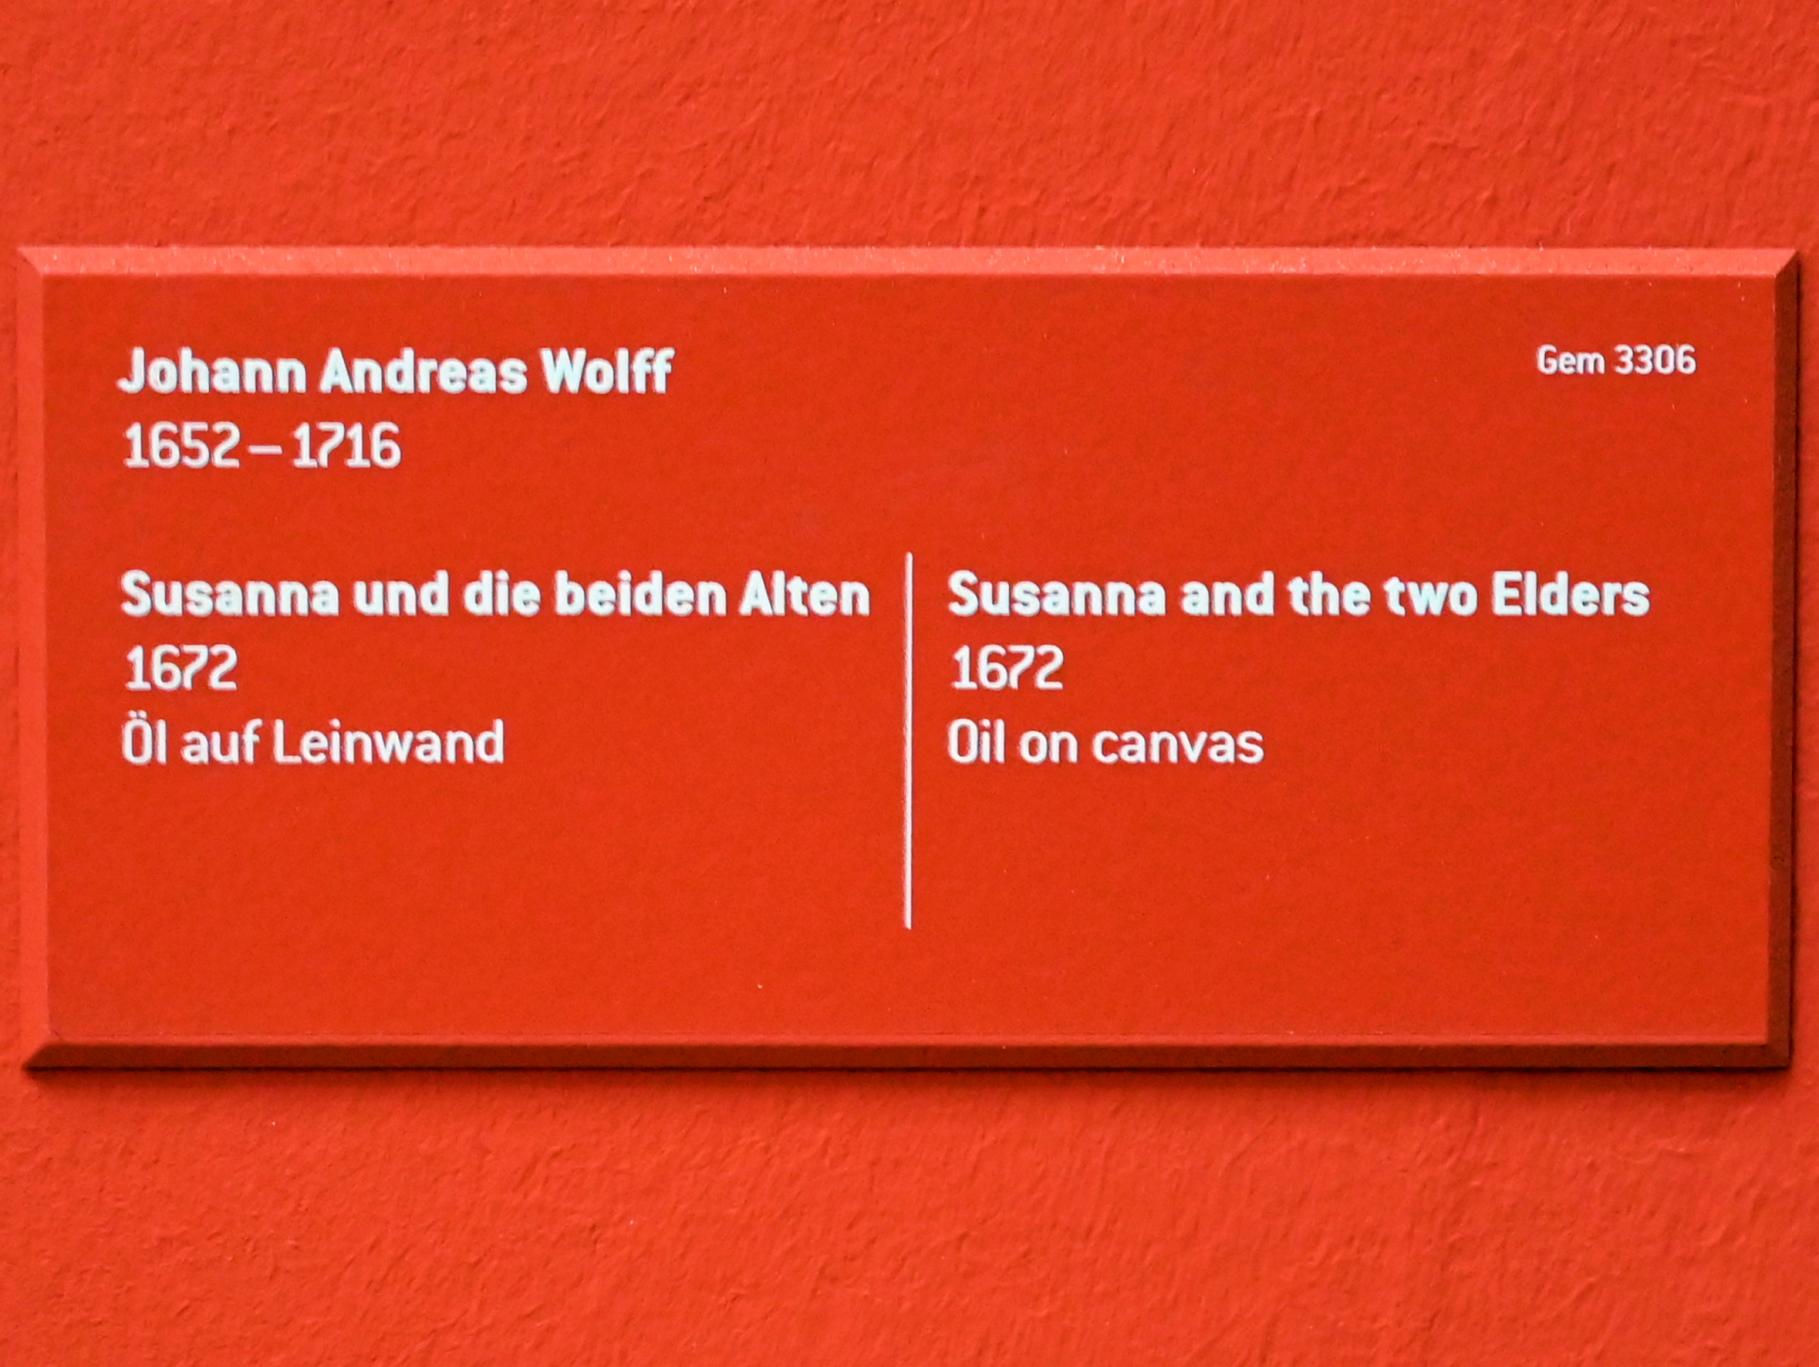 Johann Andreas Wolff
Gem 3306
1652 – 1716
Susanna und die beiden Alten
1672
Öl auf Leinwand
Susanna and the two Elders
1672
Oil on canvas